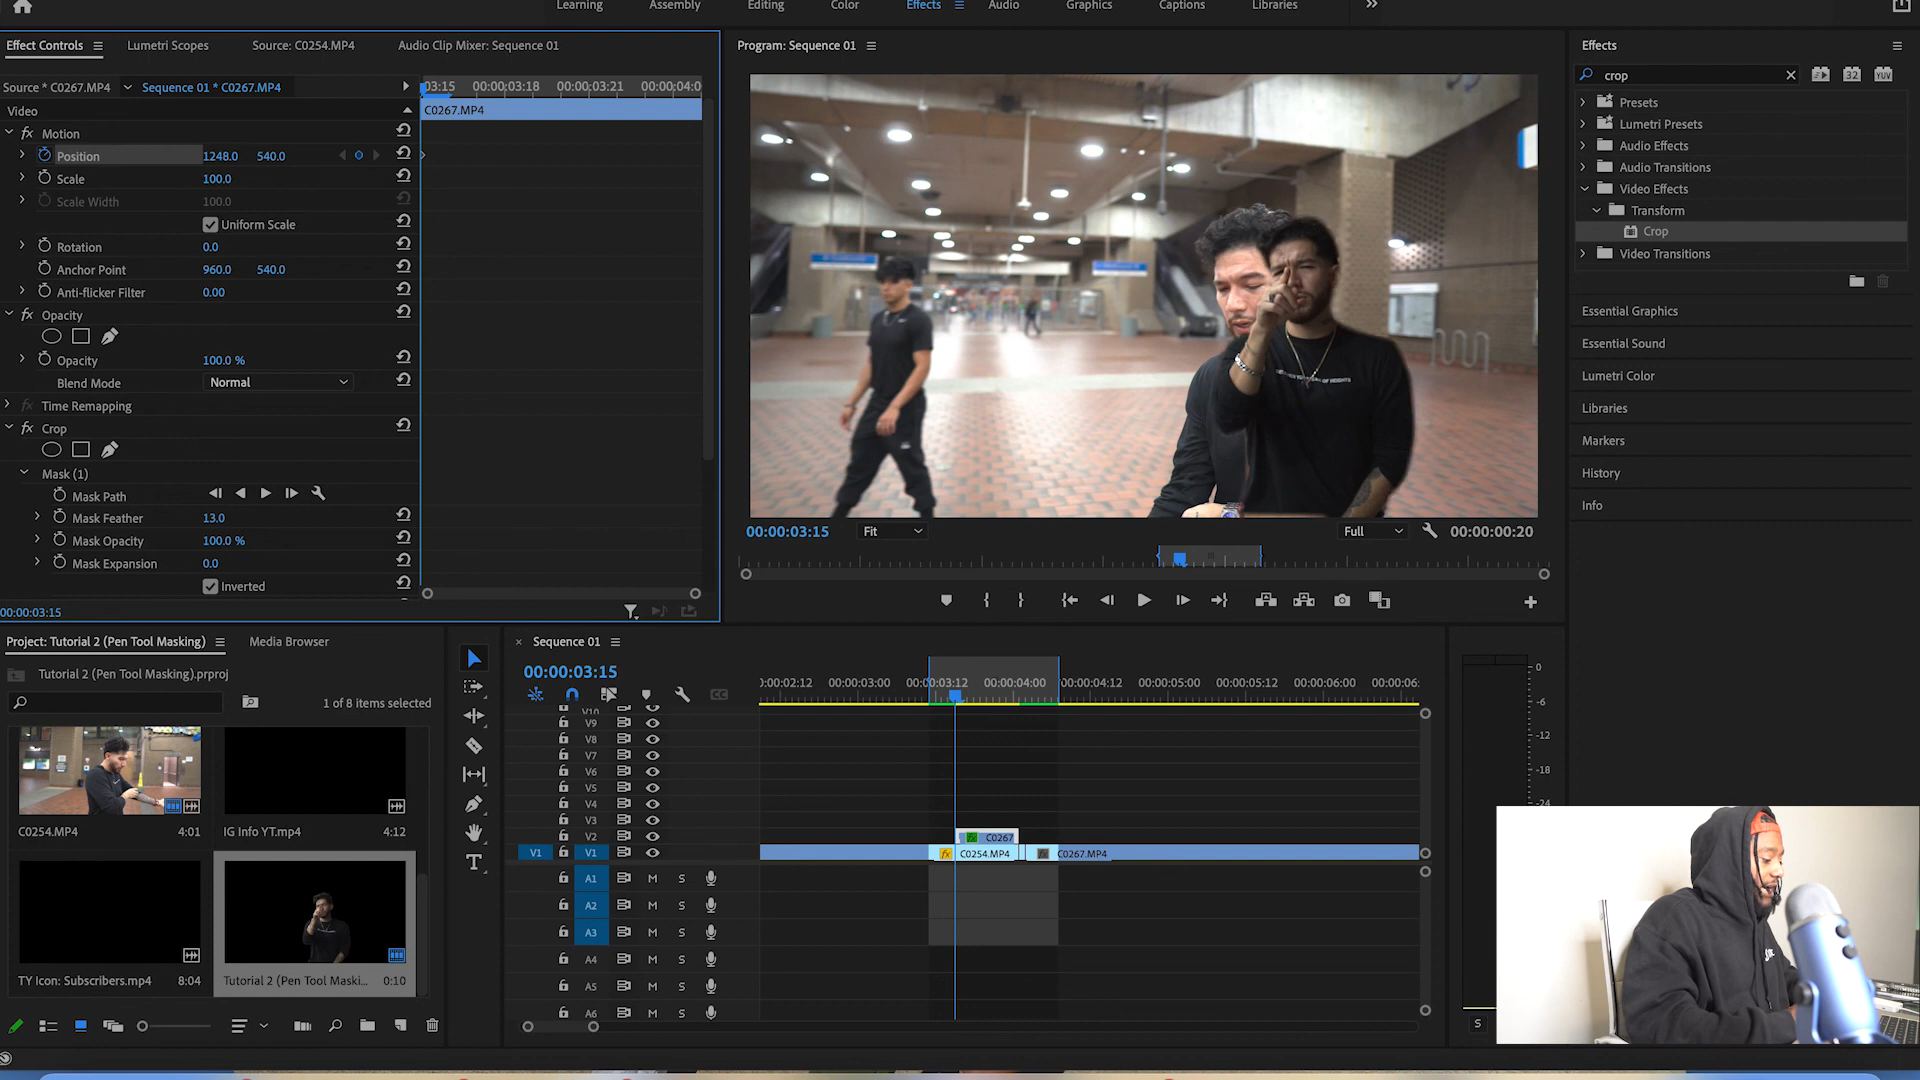 Learning Assembly Editing Color Effects Audio Graphics Captions Libraries
Effect Controls Lumetri Scopes Source: C0254.MP4 Audio Clip Mixer: Sequence 01
Source * C0267.MP4 Sequence 01 * C0267.MP4
03:15 00:00:03:18 00:00:03:21 00:00:04:0
Video
C0267.MP4
fx Motion
Position 1248.0 540.0
Scale 100.0
Scale Width 100.0
Uniform Scale
Rotation 0.0
Anchor Point 960.0 540.0
Anti-flicker Filter 0.00
fx Opacity
Opacity 100.0 %
Blend Mode Normal
fx Time Remapping
fx Crop
Mask (1)
Mask Path
Mask Feather 13.0
Mask Opacity 100.0 %
Mask Expansion 0.0
Inverted
00:00:03:15
Program: Sequence 01
00:00:03:15 Fit Full 00:00:00:20
Effects
crop
32 YUV
Presets
Lumetri Presets
Audio Effects
Audio Transitions
Video Effects
Transform
Crop
Video Transitions
Essential Graphics
Essential Sound
Lumetri Color
Libraries
Markers
History
Info
Project: Tutorial 2 (Pen Tool Masking) Media Browser
Tutorial 2 (Pen Tool Masking).prproj
1 of 8 items selected
C0254.MP4 4:01
IG Info YT.mp4 4:12
TY Icon: Subscribers.mp4 8:04
Tutorial 2 (Pen Tool Maski... 0:10
Sequence 01
00:00:03:15
CC
0:00:02:12 00:00:03:00 00:00:03:12 00:00:04:00 00:00:04:12 00:00:05:00 00:00:05:12 00:00:06:00 00:00:06:
V10
V9
V8
V7
V6
V5
V4
V3
V2 fx C0267
V1 V1 fx C0254.MP4 fx C0267.MP4
A1 M S
A2 M S
A3 M S
A4 M S
A5 M S
A6 M S
0
-6
-12
-18
-24
S